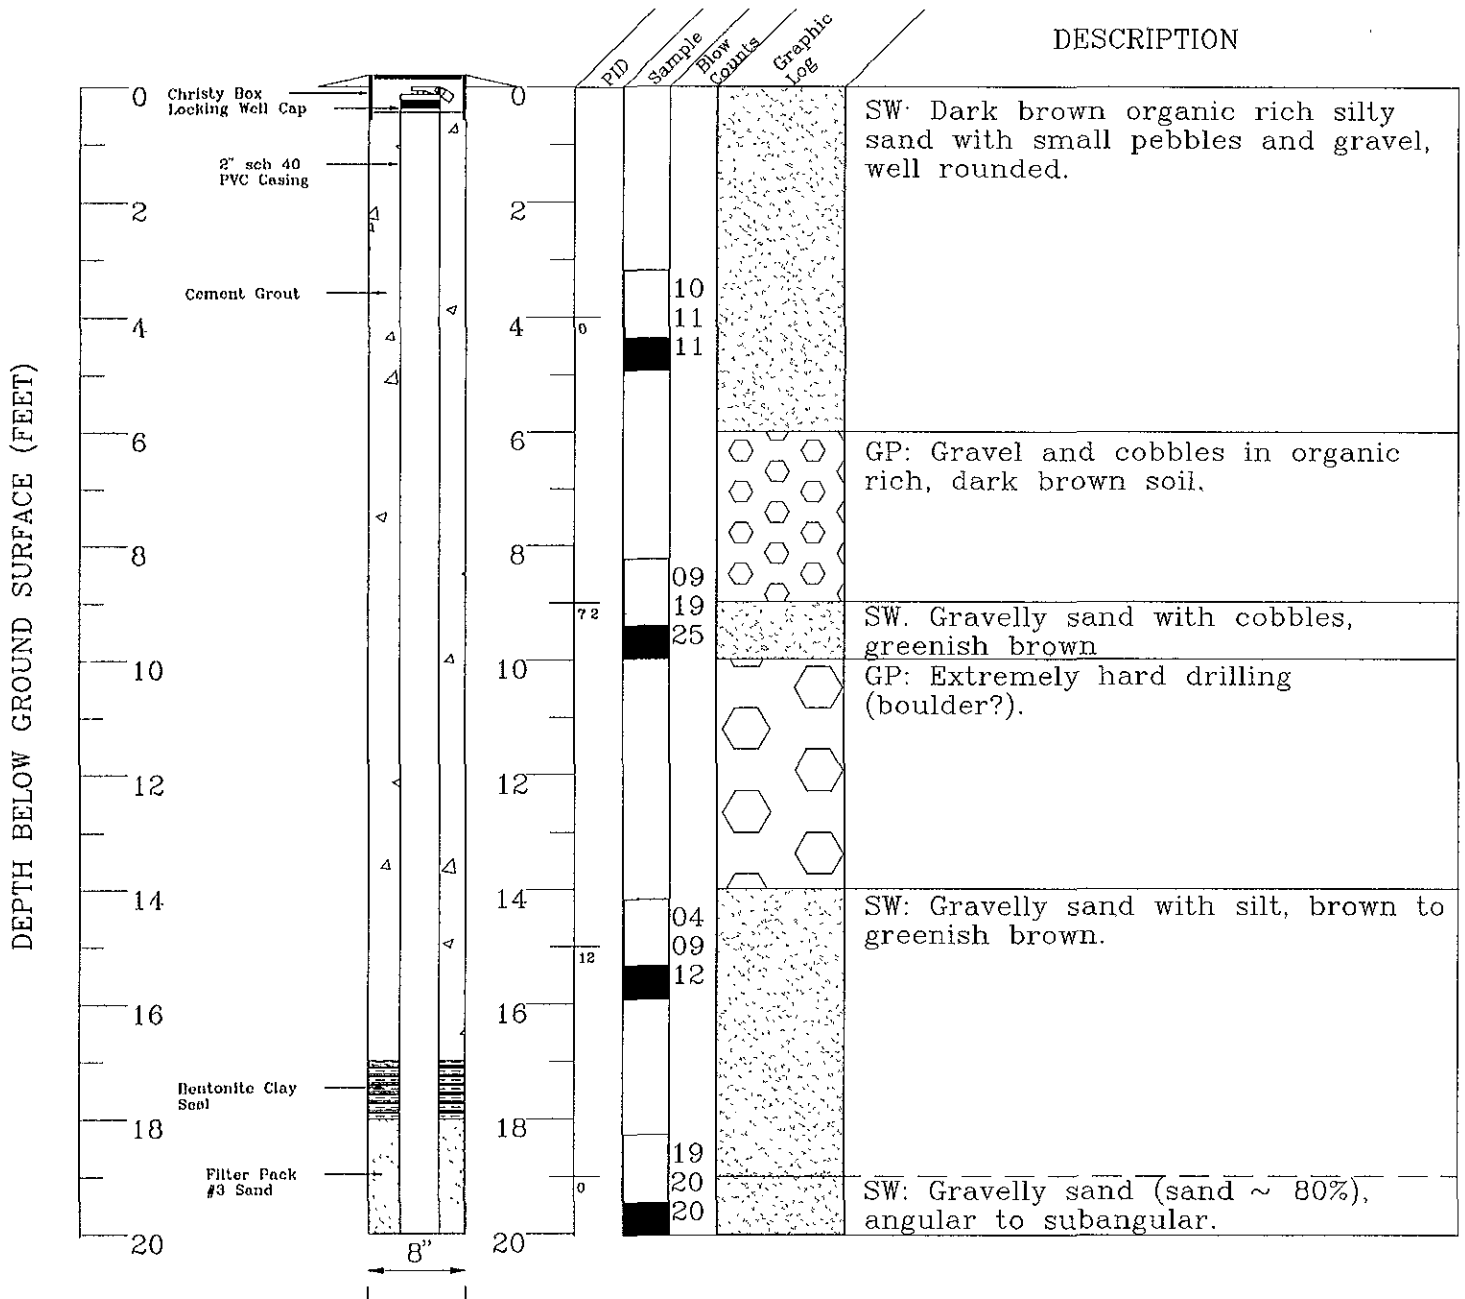 PID
Sample
Blow
Counts
Graphic
Log
DESCRIPTION
DEPTH BELOW GROUND SURFACE (FEET)
0
2
4
6
8
10
12
14
16
18
20
Christy Box
Locking Well Cap
2" sch 40
PVC Casing
Cement Grout
Bentonite Clay
Seal
Filter Pack
#3 Sand
8"
0
2
4
6
8
10
12
14
16
18
20
0
72
12
0
10
11
11
09
19
25
04
09
12
19
20
20
SW: Dark brown organic rich silty
sand with small pebbles and gravel,
well rounded.
GP: Gravel and cobbles in organic
rich, dark brown soil.
SW. Gravelly sand with cobbles,
greenish brown
GP: Extremely hard drilling
(boulder?).
SW: Gravelly sand with silt, brown to
greenish brown.
SW: Gravelly sand (sand ~ 80%),
angular to subangular.